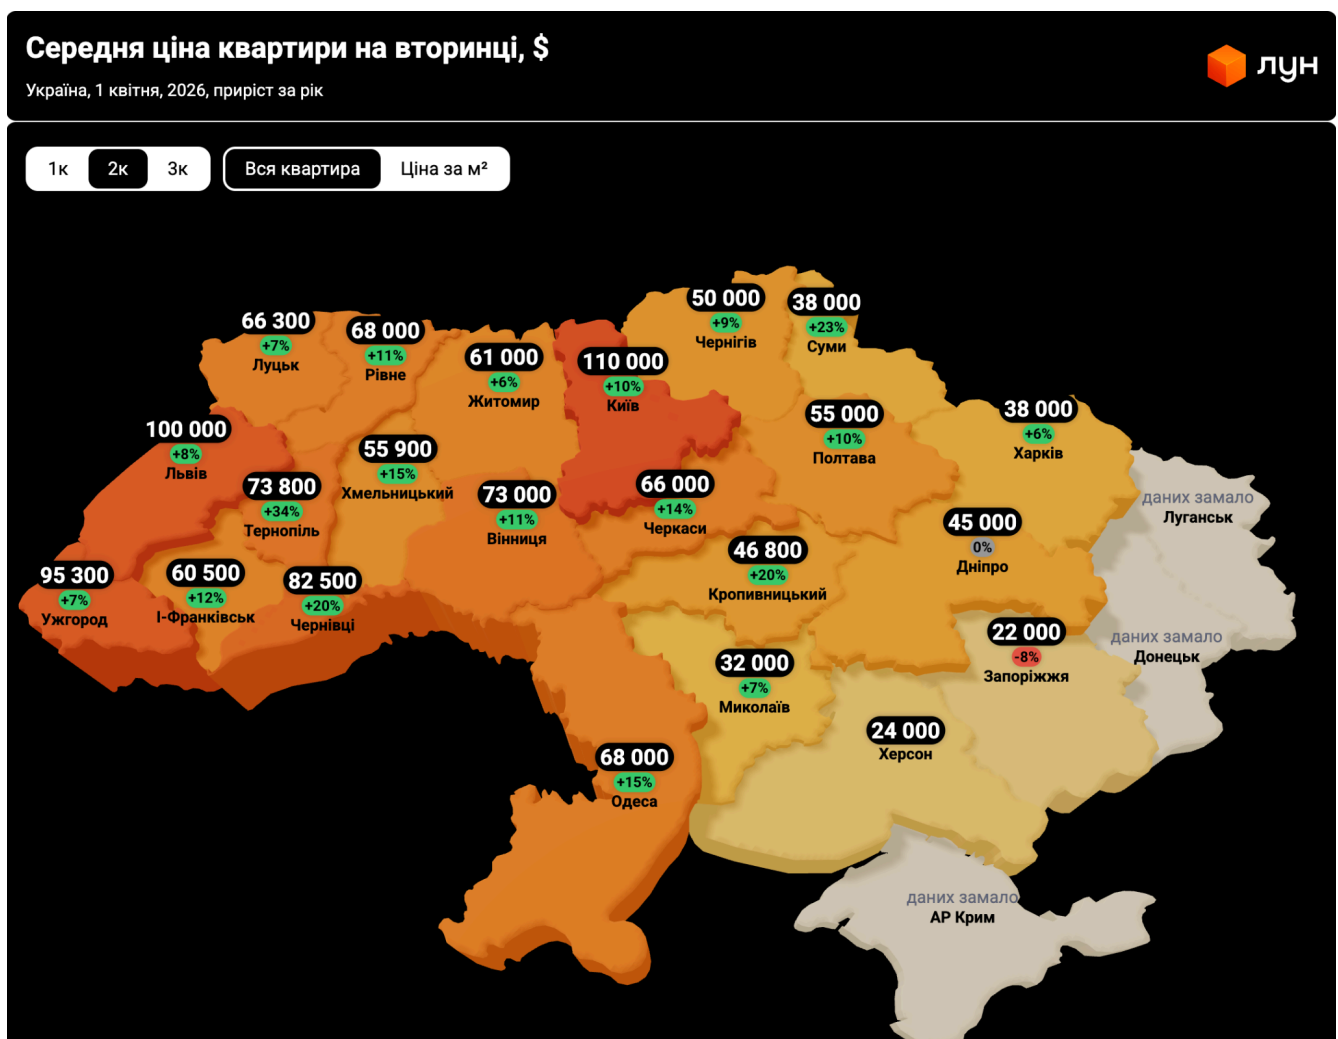 Середня ціна квартири на вторинці, $
Україна, 1 квітня, 2026, приріст за рік
лун
1к 2к 3к
Вся квартира Ціна за м²
66 300
+7%
Луцьк
68 000
+11%
Рівне
61 000
+6%
Житомир
110 000
+10%
Київ
50 000
+9%
Чернігів
38 000
+23%
Суми
100 000
+8%
Львів
73 800
+34%
Тернопіль
55 900
+15%
Хмельницький
73 000
+11%
Вінниця
66 000
+14%
Черкаси
55 000
+10%
Полтава
38 000
+6%
Харків
даних замало
Луганськ
95 300
+7%
Ужгород
60 500
+12%
І-Франківськ
82 500
+20%
Чернівці
46 800
+20%
Кропивницький
45 000
0%
Дніпро
22 000
-8%
Запоріжжя
даних замало
Донецьк
32 000
+7%
Миколаїв
68 000
+15%
Одеса
24 000
Херсон
даних замало
АР Крим